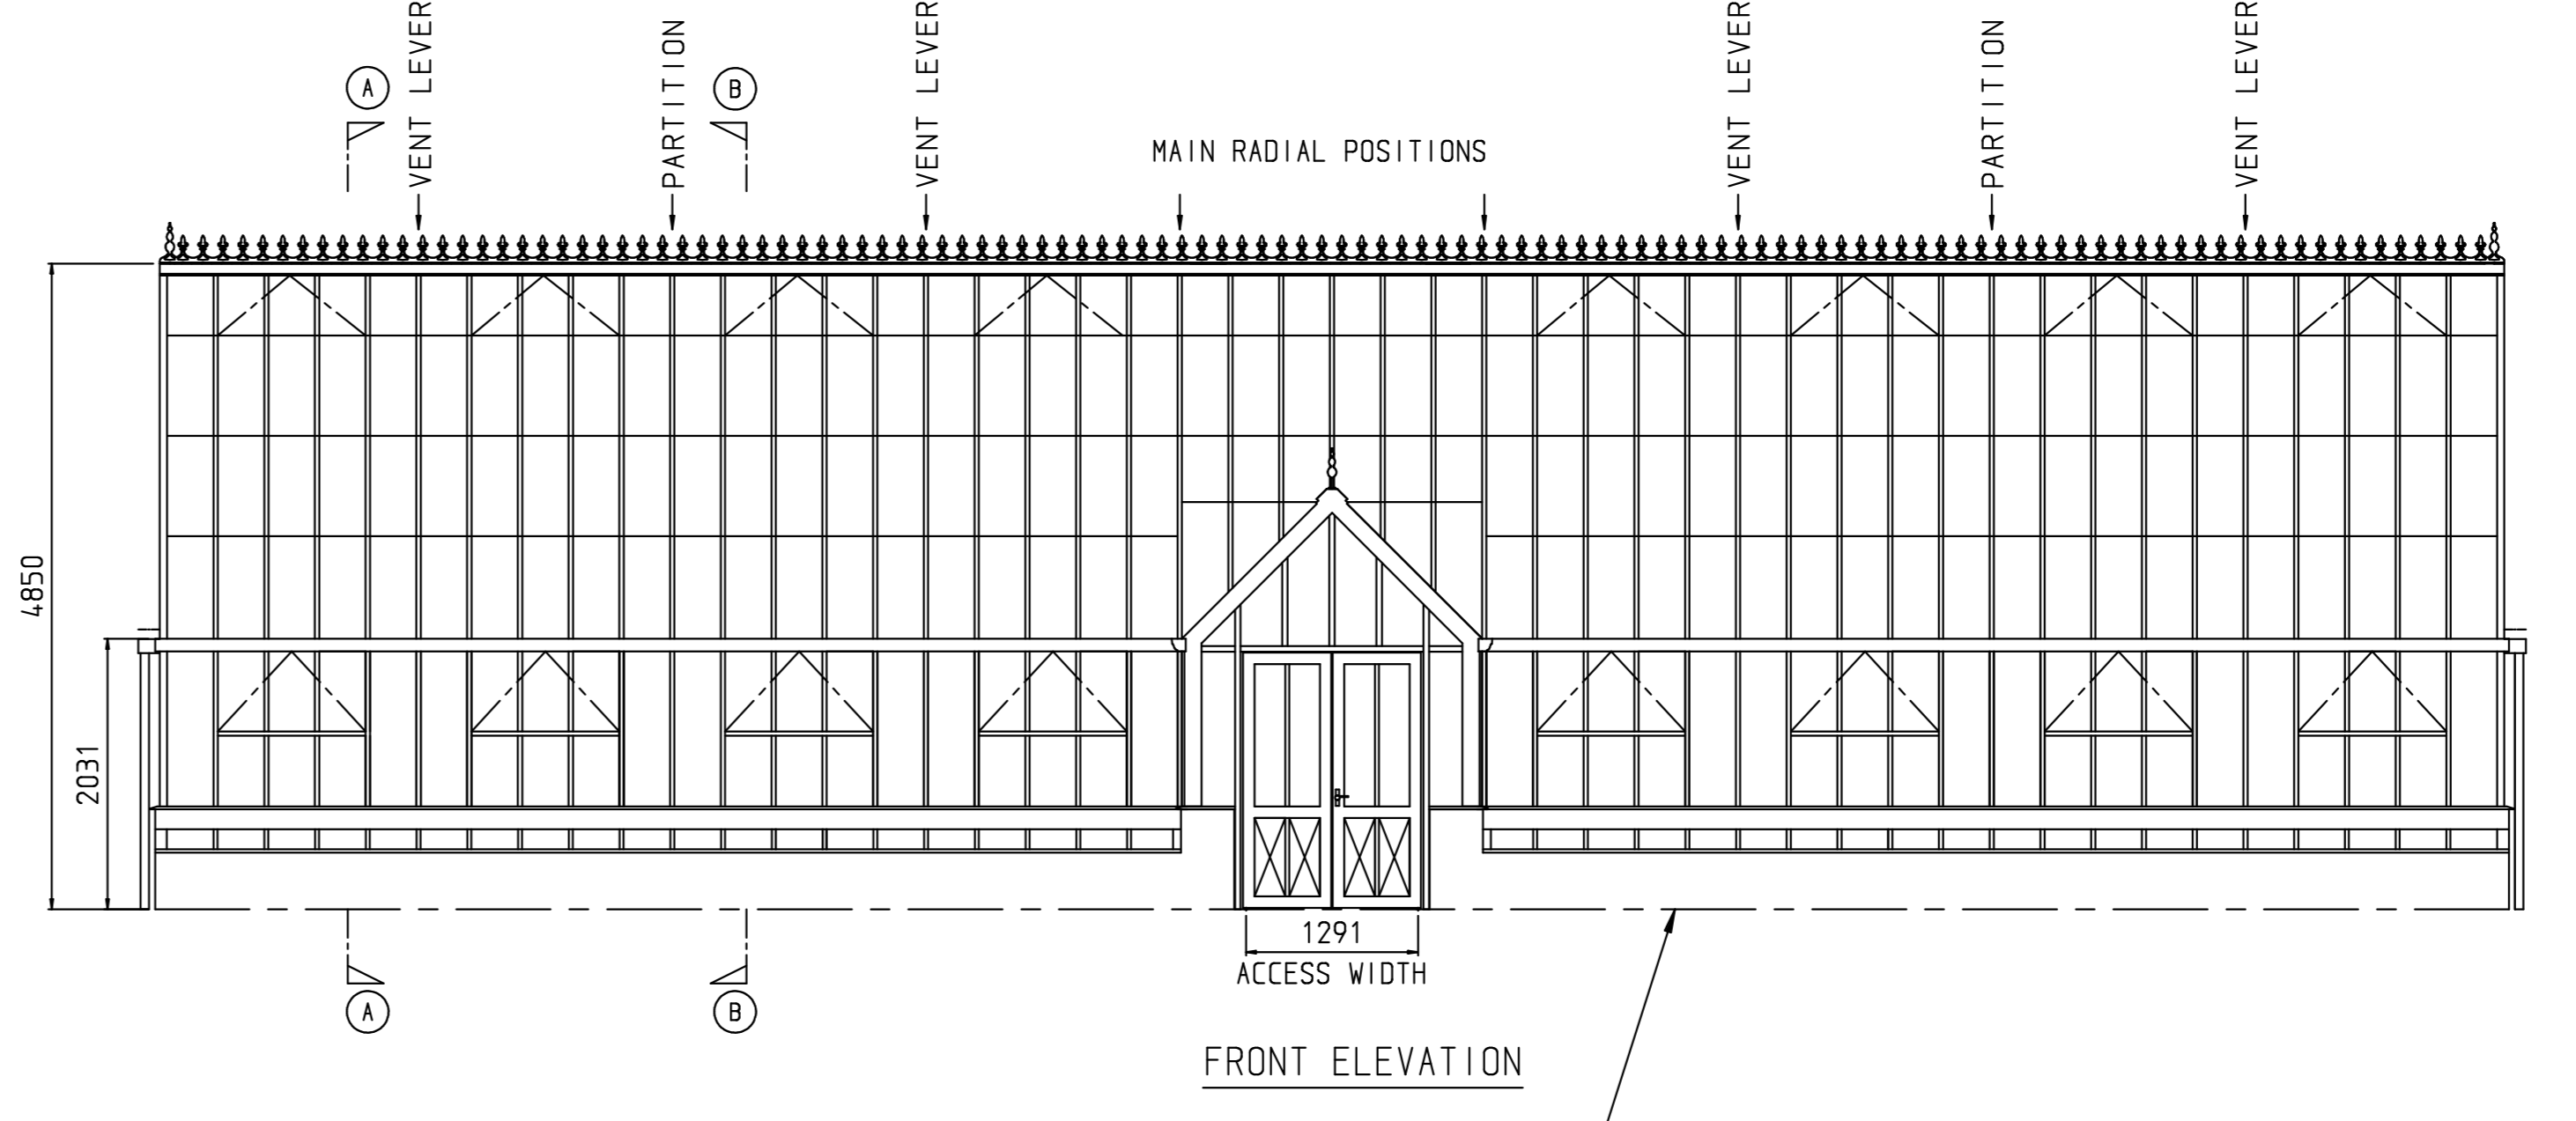 VENT LEVER
PARTITION
VENT LEVER
VENT LEVER
PARTITION
VENT LEVER
A
B
MAIN RADIAL POSITIONS
4850
2031
1291
ACCESS WIDTH
A
B
FRONT ELEVATION